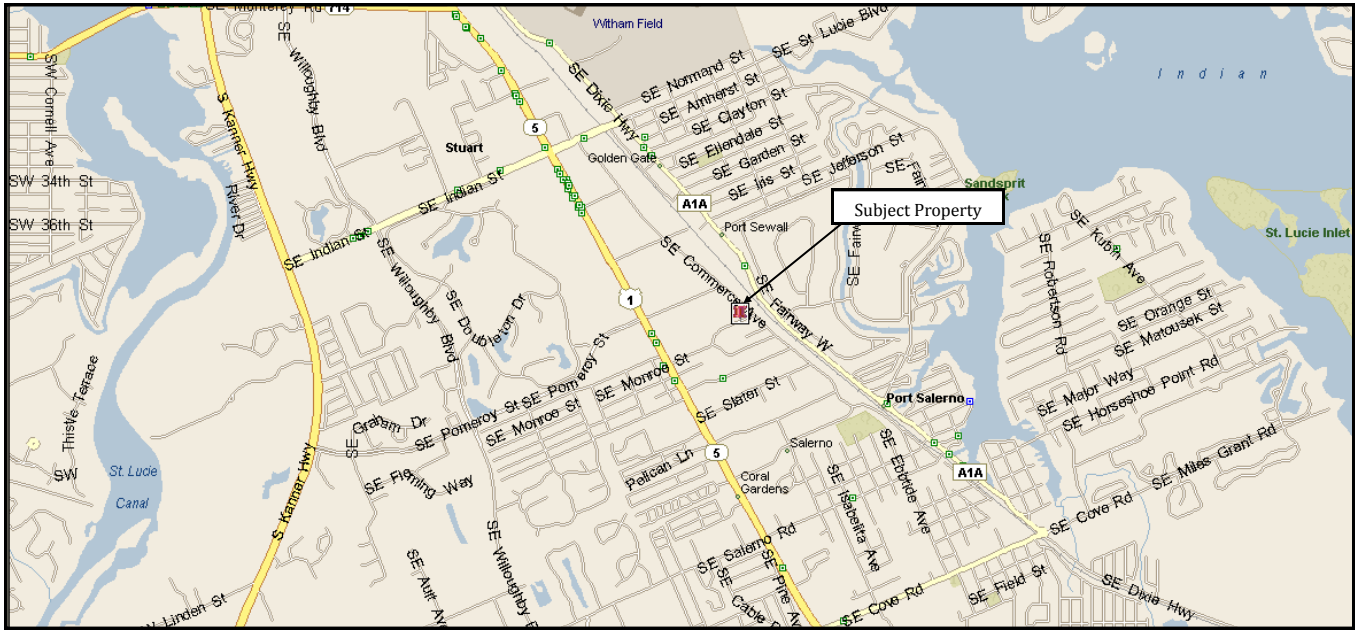 SE Monterey Rd
714
Witham Field
SE St Lucie Blvd
SE Normand St
SE Amherst St
SE Clayton St
SE Ellendale St
SE Garden St
SE Iris St
SE Jefferson St
SE Fair
Indian
SW Cornell Ave
SE Willoughby Blvd
S Kanner Hwy
SE Dixie Hwy
5
Stuart
Golden Gate
SW 34th St
SW 36th St
River Dr
SE Indian St
SE Indian St
A1A
Subject Property
Sandsprit
Port Sewall
SE Fairw
St. Lucie Inlet
SE Kubin Ave
SE Robertson Rd
SE Willoughby Blvd
SE Commerce Ave
SE Fairway W
1
SE Doubleton Dr
SE Orange St
SE Matousek St
Thistle Terrace
SE Pomeroy St
SE Monroe St
SE Major Way
SE Horseshoe Point Rd
SE Slater St
Port Salerno
SE Graham Dr
SE Pomeroy St
SE Monroe St
Salerno
5
SE Ebbtide Ave
A1A
SE Miles Grant Rd
SW
St. Lucie
Canal
S Kanner Hwy
SE Fleming Way
Pelican Ln
Coral
Gardens
SE Isabelita Ave
SE Cove Rd
SE Willoughby B
SE Salerno Rd
SE Pine Av
SE Field St
SE Dixie Hwy
W Linden St
SE Cove Rd